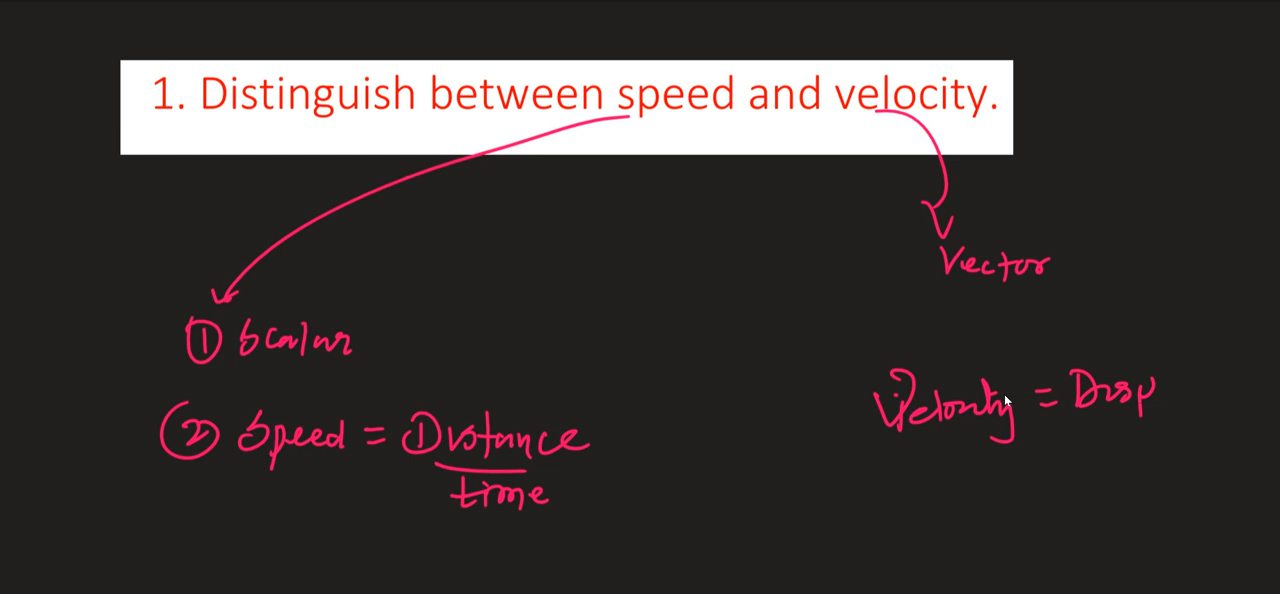 1. Distinguish between speed and velocity.
Vector
① Scalar
② Speed = Distance
time
Velocity = Disp